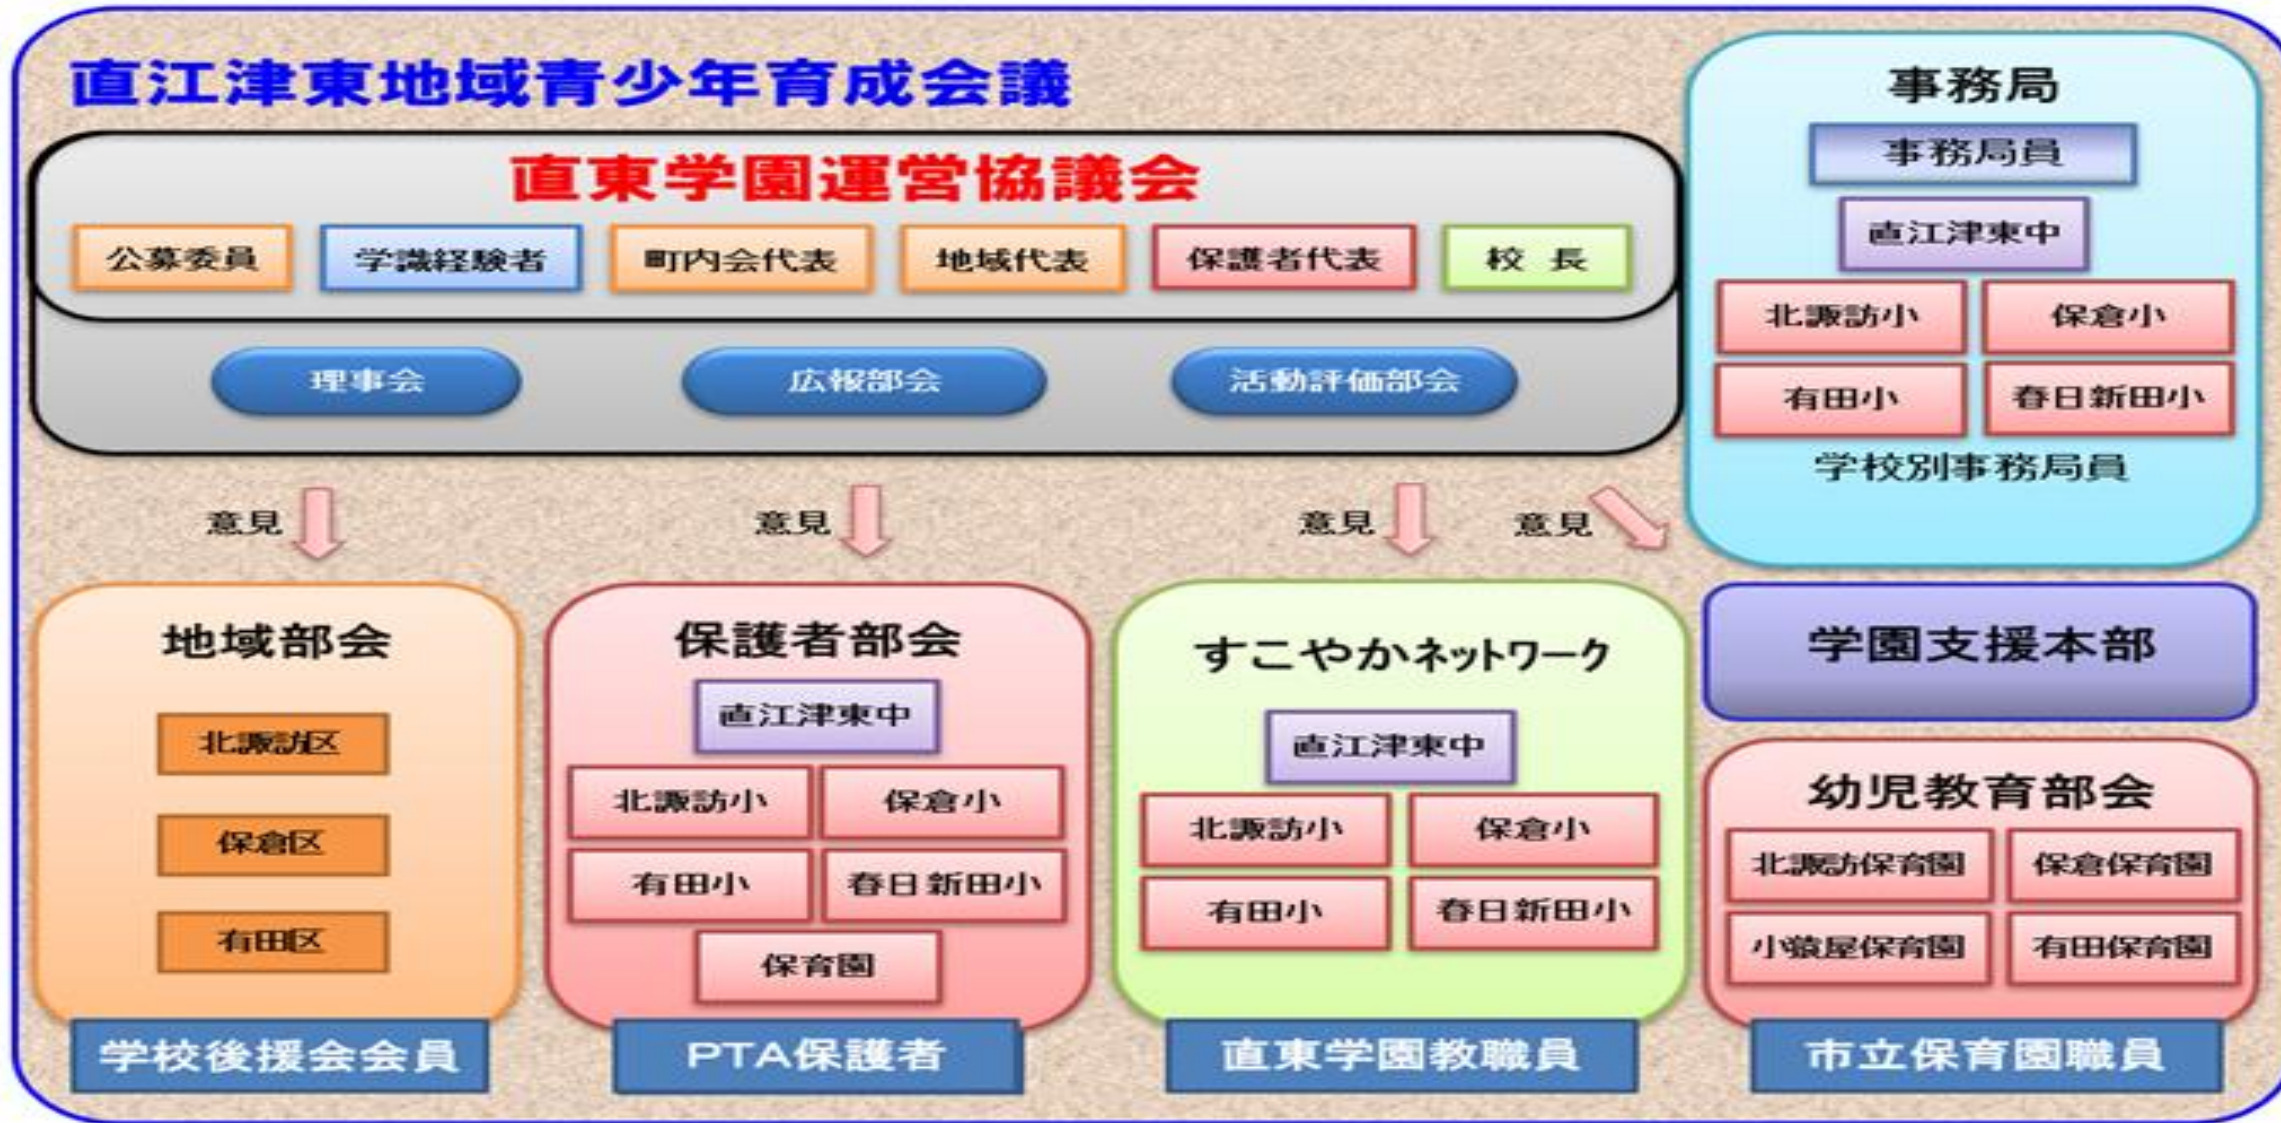 直江津東地域青少年育成会議
直東学園運営協議会
公募委員
学識経験者
町内会代表
地域代表
保護者代表
校 長
理事会
広報部会
活動評価部会
事務局
事務局員
直江津東中
北諏訪小
保倉小
有田小
春日新田小
学校別事務局員
意見
意見
意見
意見
地域部会
北諏訪区
保倉区
有田区
学校後援会会員
保護者部会
直江津東中
北諏訪小
保倉小
有田小
春日新田小
保育園
PTA保護者
すこやかネットワーク
直江津東中
北諏訪小
保倉小
有田小
春日新田小
直東学園教職員
学園支援本部
幼児教育部会
北諏訪保育園
保倉保育園
小猿屋保育園
有田保育園
市立保育園職員